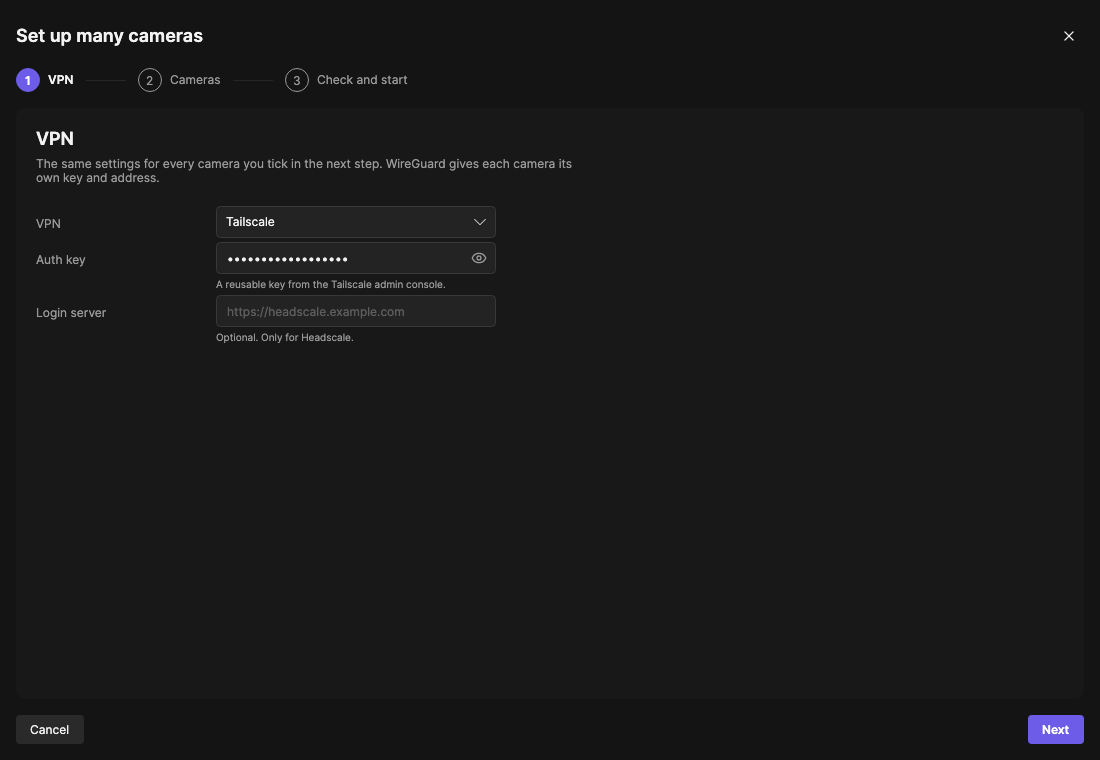 Set up many cameras
1 VPN 2 Cameras 3 Check and start
VPN
The same settings for every camera you tick in the next step. WireGuard gives each camera its
own key and address.
VPN Tailscale
Auth key ••••••••••••••••••
A reusable key from the Tailscale admin console.
Login server https://headscale.example.com
Optional. Only for Headscale.
Cancel Next